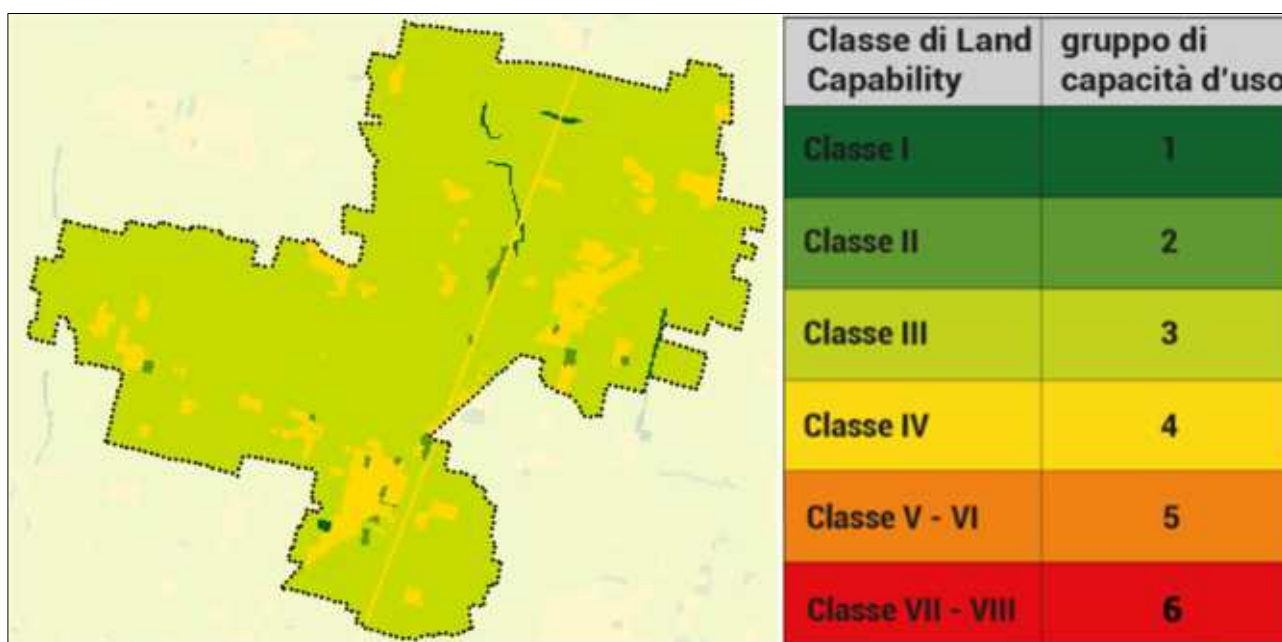 Classe di Land
Capability
gruppo di
capacità d'uso
Classe I
1
Classe II
2
Classe III
3
Classe IV
4
Classe V - VI
5
Classe VII - VIII
6